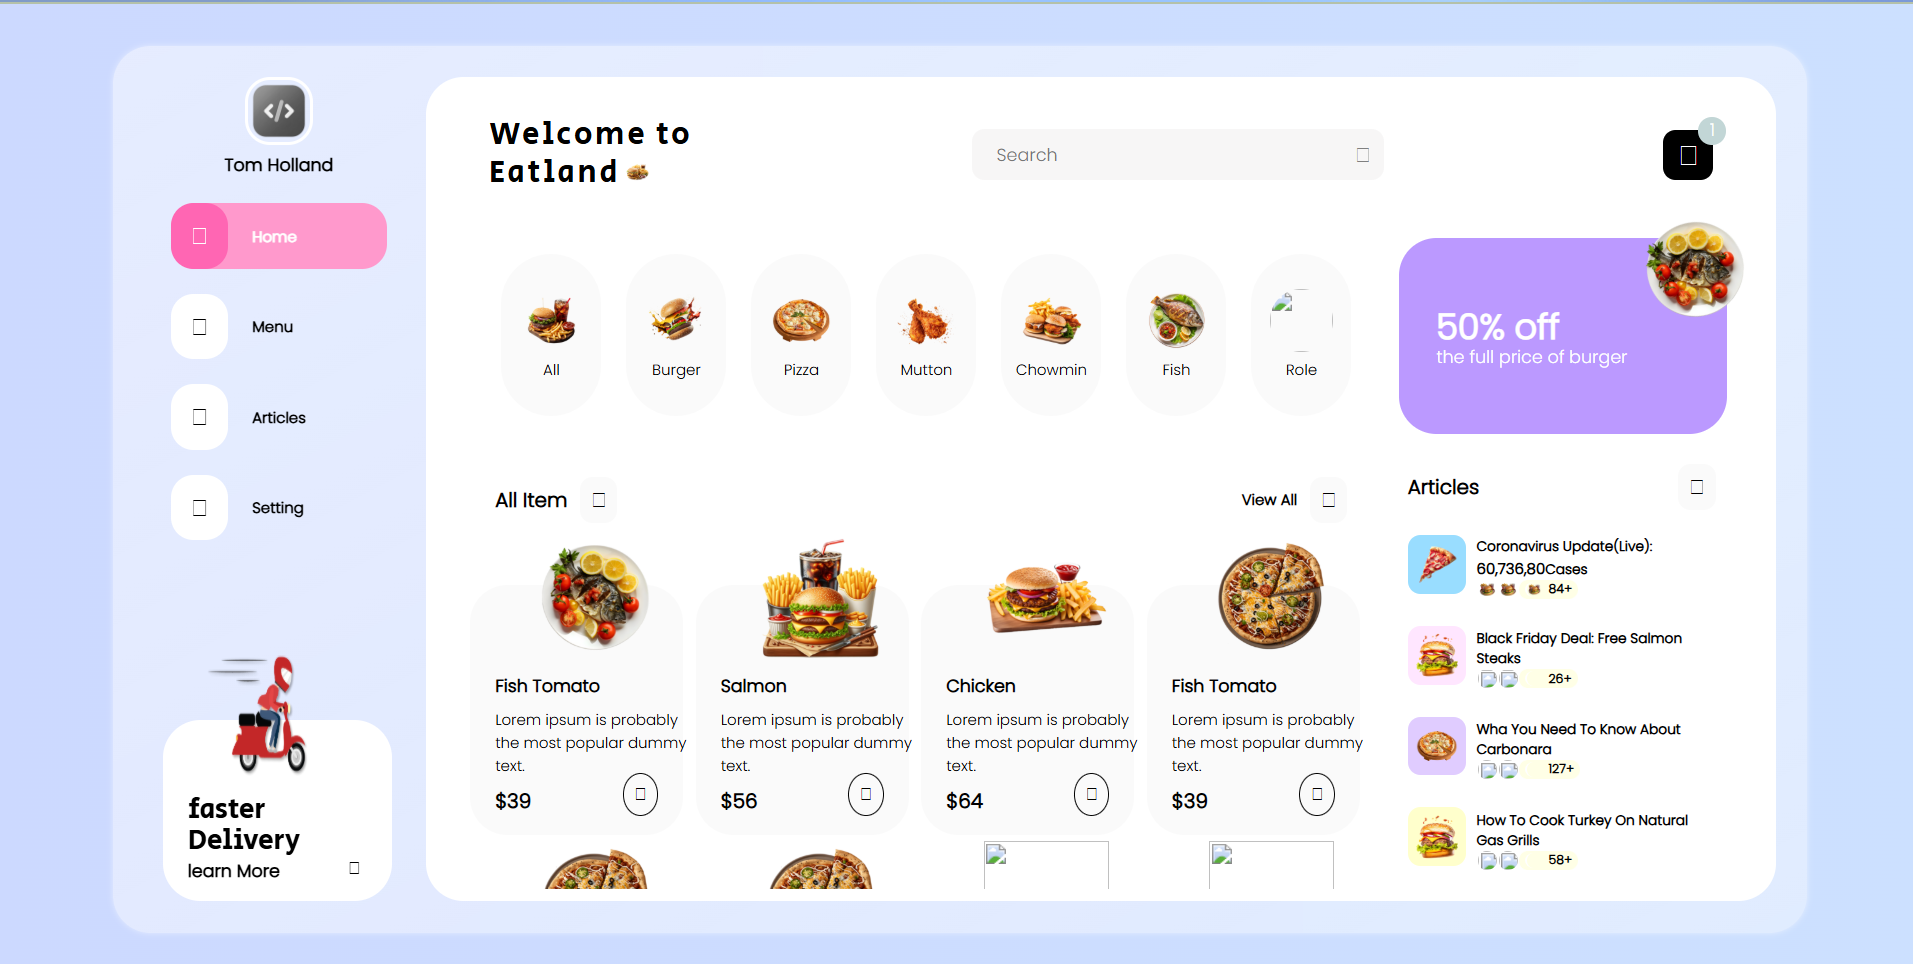 Tom Holland
Home
Menu
Articles
Setting
faster
Delivery
learn More
Welcome to
Eatland
Search
1
All
Burger
Pizza
Mutton
Chowmin
Fish
Role
50% off
the full price of burger
All Item
View All
Fish Tomato
Lorem ipsum is probably
the most popular dummy
text.
$39
Salmon
Lorem ipsum is probably
the most popular dummy
text.
$56
Chicken
Lorem ipsum is probably
the most popular dummy
text.
$64
Fish Tomato
Lorem ipsum is probably
the most popular dummy
text.
$39
Articles
Coronavirus Update(Live):
60,736,80Cases
84+
Black Friday Deal: Free Salmon
Steaks
26+
Wha You Need To Know About
Carbonara
127+
How To Cook Turkey On Natural
Gas Grills
58+